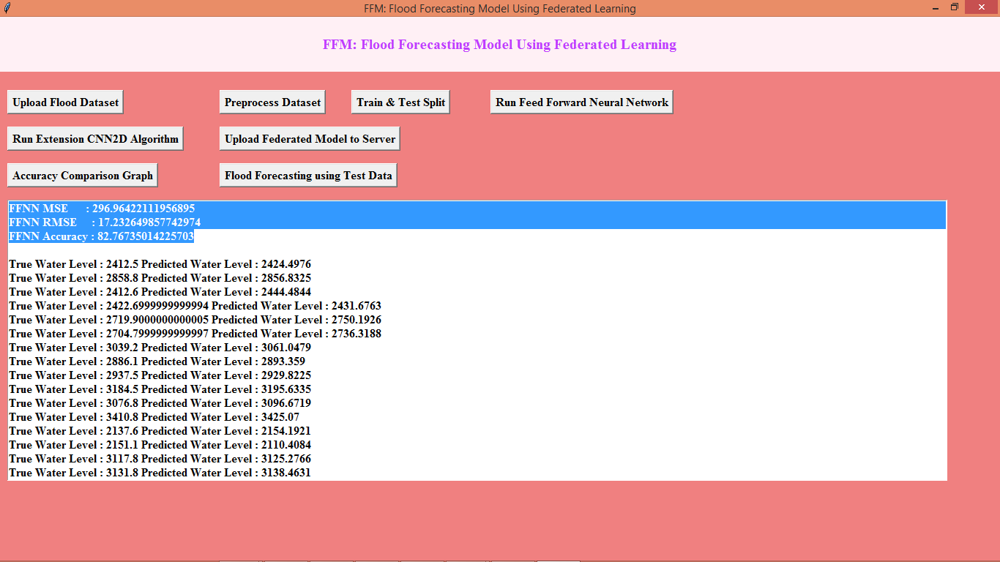 FFM: Flood Forecasting Model Using Federated Learning
FFM: Flood Forecasting Model Using Federated Learning
Upload Flood Dataset Preprocess Dataset Train & Test Split Run Feed Forward Neural Network
Run Extension CNN2D Algorithm Upload Federated Model to Server
Accuracy Comparison Graph Flood Forecasting using Test Data
FFNN MSE : 296.96422111956895
FFNN RMSE : 17.232649857742974
FFNN Accuracy : 82.76735014225703
True Water Level : 2412.5 Predicted Water Level : 2424.4976
True Water Level : 2858.8 Predicted Water Level : 2856.8325
True Water Level : 2412.6 Predicted Water Level : 2444.4844
True Water Level : 2422.6999999999994 Predicted Water Level : 2431.6763
True Water Level : 2719.9000000000005 Predicted Water Level : 2750.1926
True Water Level : 2704.7999999999997 Predicted Water Level : 2736.3188
True Water Level : 3039.2 Predicted Water Level : 3061.0479
True Water Level : 2886.1 Predicted Water Level : 2893.359
True Water Level : 2937.5 Predicted Water Level : 2929.8225
True Water Level : 3184.5 Predicted Water Level : 3195.6335
True Water Level : 3076.8 Predicted Water Level : 3096.6719
True Water Level : 3410.8 Predicted Water Level : 3425.07
True Water Level : 2137.6 Predicted Water Level : 2154.1921
True Water Level : 2151.1 Predicted Water Level : 2110.4084
True Water Level : 3117.8 Predicted Water Level : 3125.2766
True Water Level : 3131.8 Predicted Water Level : 3138.4631